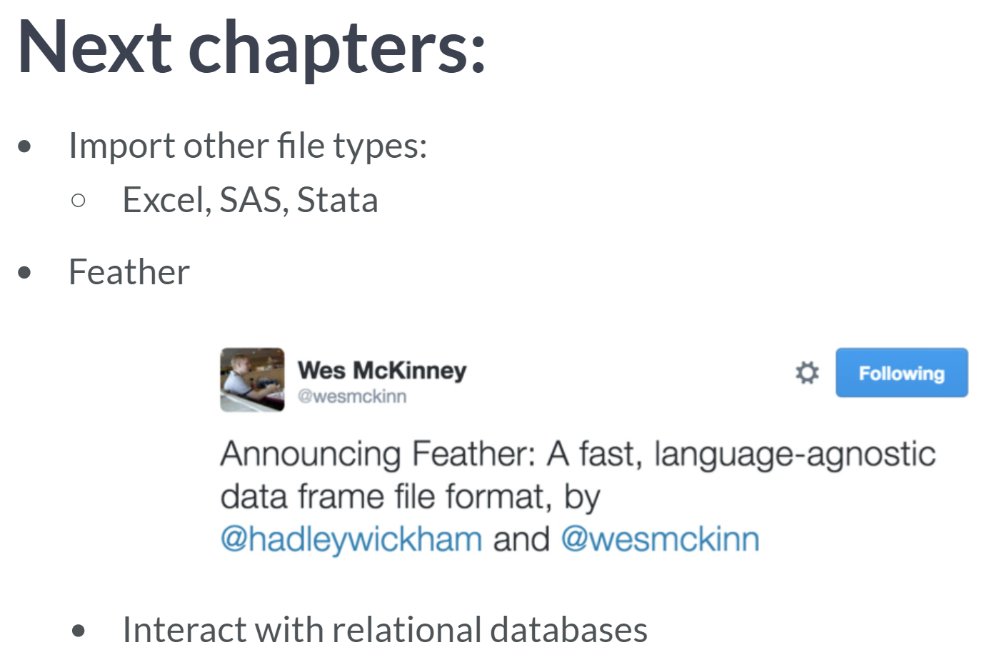 Next chapters:
• Import other file types:
○ Excel, SAS, Stata
• Feather
Wes McKinney
@wesmckinn
Following
Announcing Feather: A fast, language-agnostic
data frame file format, by
@hadleywickham and @wesmckinn
• Interact with relational databases